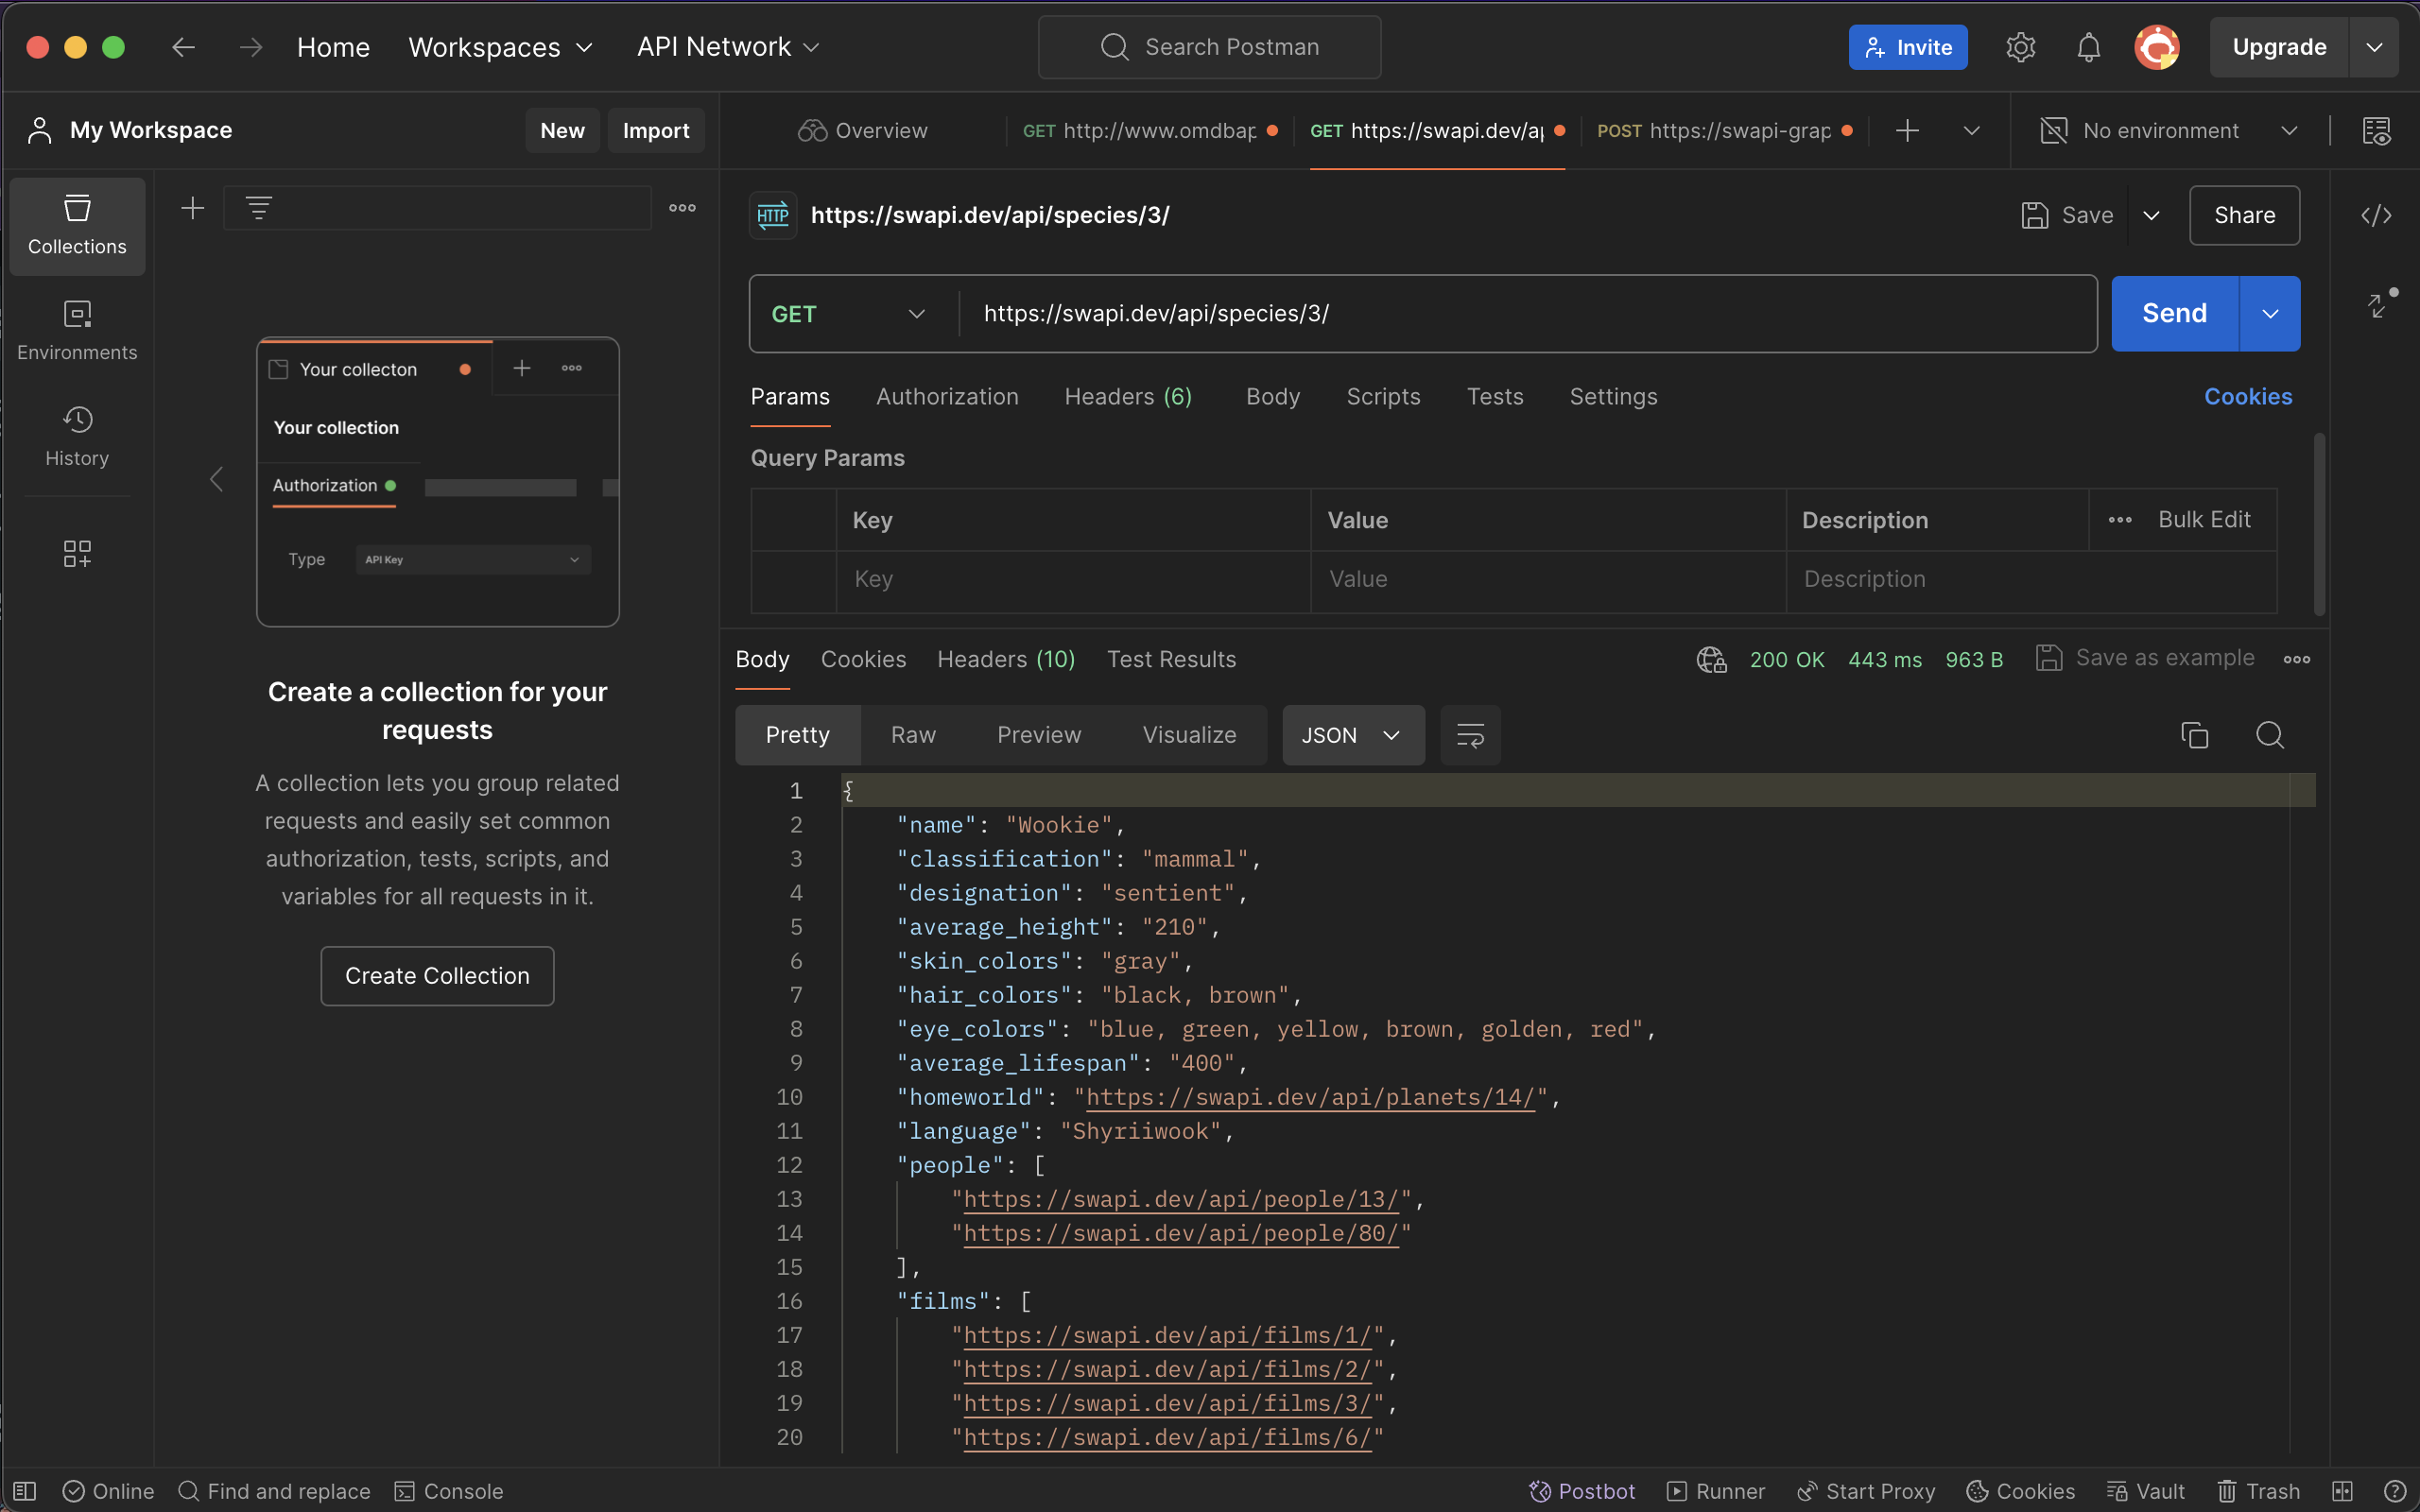 Home Workspaces API Network Search Postman Invite Upgrade
My Workspace New Import Overview GET http://www.omdbap GET https://swapi.dev/a POST https://swapi-grap No environment
Collections
Environments
History
Your collecton
Your collection
Authorization
Type API Key
Create a collection for your
requests
A collection lets you group related
requests and easily set common
authorization, tests, scripts, and
variables for all requests in it.
Create Collection
HTTP https://swapi.dev/api/species/3/ Save Share
GET https://swapi.dev/api/species/3/ Send
Params Authorization Headers (6) Body Scripts Tests Settings Cookies
Query Params
Key Value Description Bulk Edit
Key Value Description
Body Cookies Headers (10) Test Results 200 OK 443 ms 963 B Save as example
Pretty Raw Preview Visualize JSON
1 {
2 "name": "Wookie",
3 "classification": "mammal",
4 "designation": "sentient",
5 "average_height": "210",
6 "skin_colors": "gray",
7 "hair_colors": "black, brown",
8 "eye_colors": "blue, green, yellow, brown, golden, red",
9 "average_lifespan": "400",
10 "homeworld": "https://swapi.dev/api/planets/14/",
11 "language": "Shyriiwook",
12 "people": [
13 "https://swapi.dev/api/people/13/",
14 "https://swapi.dev/api/people/80/"
15 ],
16 "films": [
17 "https://swapi.dev/api/films/1/",
18 "https://swapi.dev/api/films/2/",
19 "https://swapi.dev/api/films/3/",
20 "https://swapi.dev/api/films/6/"
Online Find and replace Console Postbot Runner Start Proxy Cookies Vault Trash